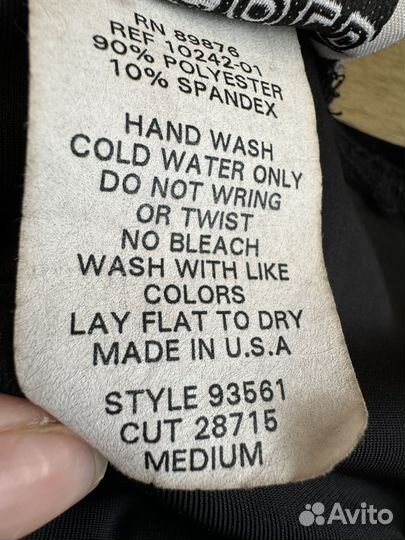 RN 89876
REF 10242-01
90% POLYESTER
10% SPANDEX
HAND WASH
COLD WATER ONLY
DO NOT WRING
OR TWIST
NO BLEACH
WASH WITH LIKE
COLORS
LAY FLAT TO DRY
MADE IN U.S.A
STYLE 93561
CUT 28715
MEDIUM
Avito